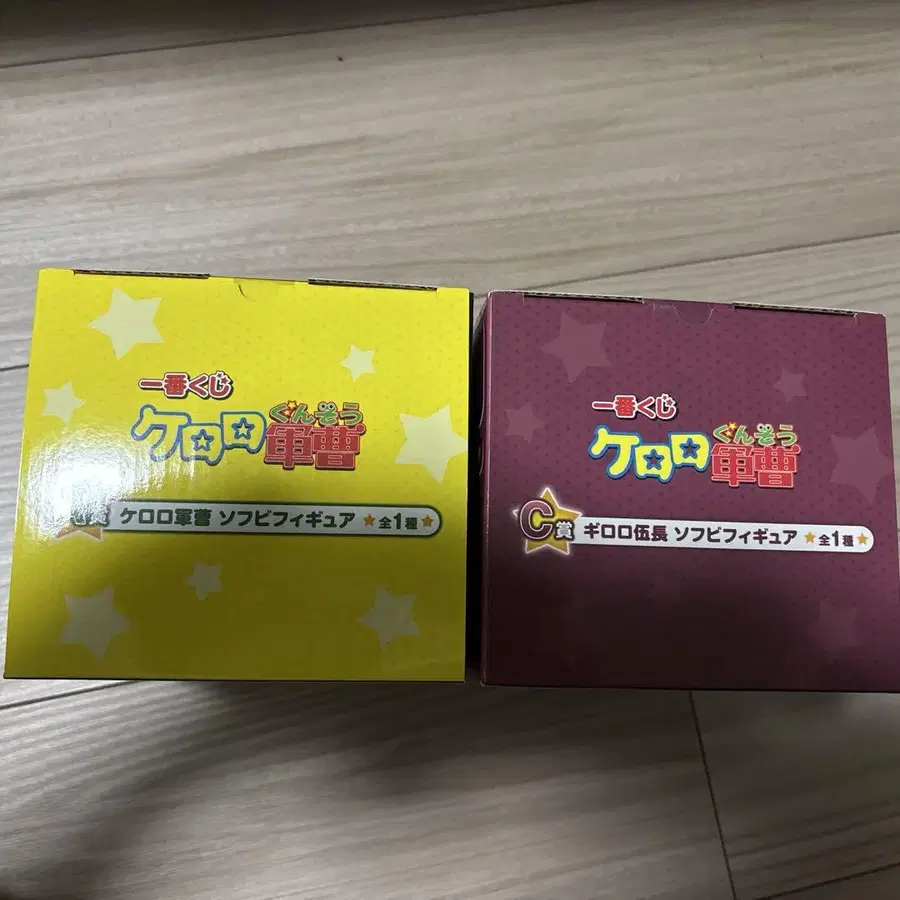 一番くじ
ケロロ軍曹
ぐんそう
賞 ケロロ軍曹 ソフビフィギュア ★全1種★
一番くじ
ケロロ軍曹
ぐんそう
C賞 ギロロ伍長 ソフビフィギュア ★全1種★